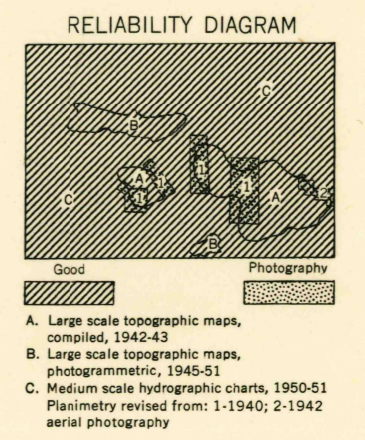 RELIABILITY DIAGRAM
C
B
1
A
1
1
1
A
2
C
B
Good Photography
A. Large scale topographic maps,
compiled, 1942-43
B. Large scale topographic maps,
photogrammetric, 1945-51
C. Medium scale hydrographic charts, 1950-51
Planimetry revised from: 1-1940; 2-1942
aerial photography